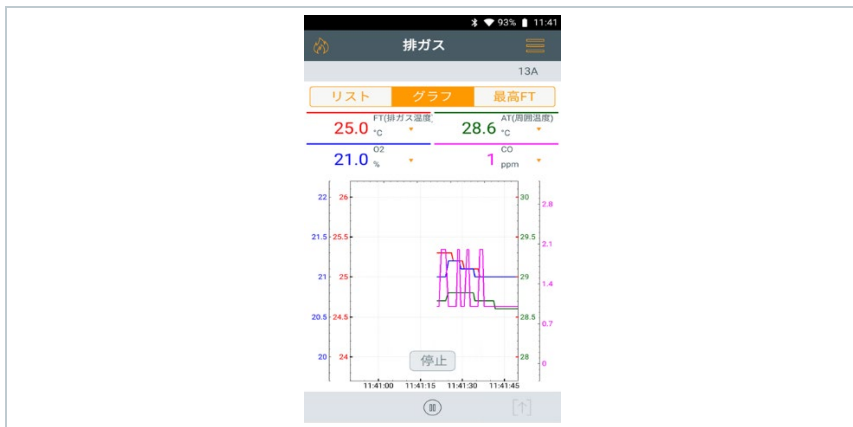 93% 11:41
排ガス
13A
リスト グラフ 最高FT
25.0 FT(排ガス温度) °C 28.6 AT(周囲温度) °C
21.0 O2 % 1 CO ppm
22 26 30 2.8
21.5 25.5 29.5 2.1
21 25 29 1.4
20.5 24.5 28.5 0.7
20 24 28 0
停止
11:41:00 11:41:15 11:41:30 11:41:45